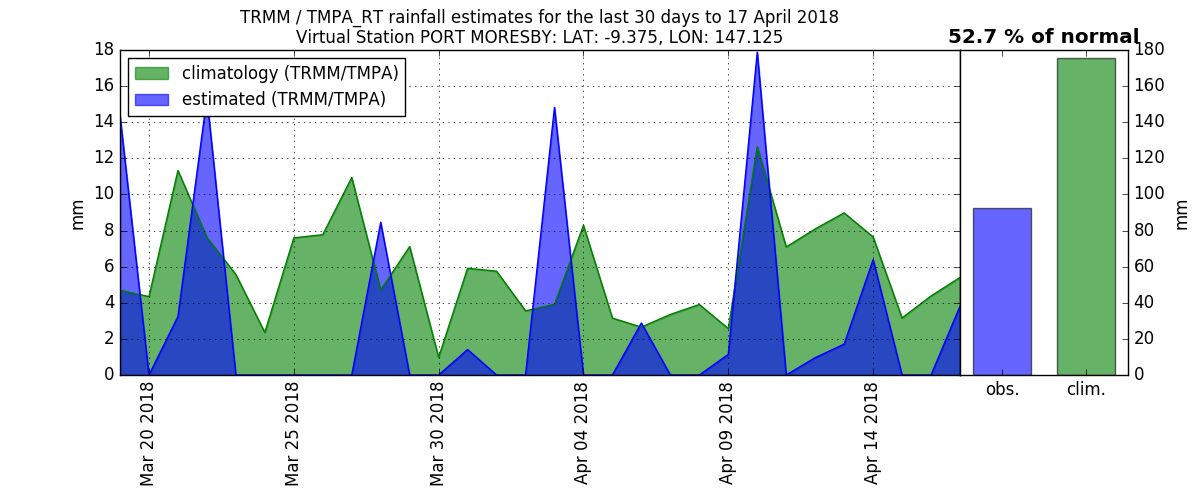 TRMM / TMPA_RT rainfall estimates for the last 30 days to 17 April 2018
Virtual Station PORT MORESBY: LAT: -9.375, LON: 147.125
52.7 % of normal
climatology (TRMM/TMPA)
estimated (TRMM/TMPA)
18
16
14
12
10
8
6
4
2
0
mm
Mar 20 2018
Mar 25 2018
Mar 30 2018
Apr 04 2018
Apr 09 2018
Apr 14 2018
180
160
140
120
100
80
60
40
20
0
mm
obs.
clim.